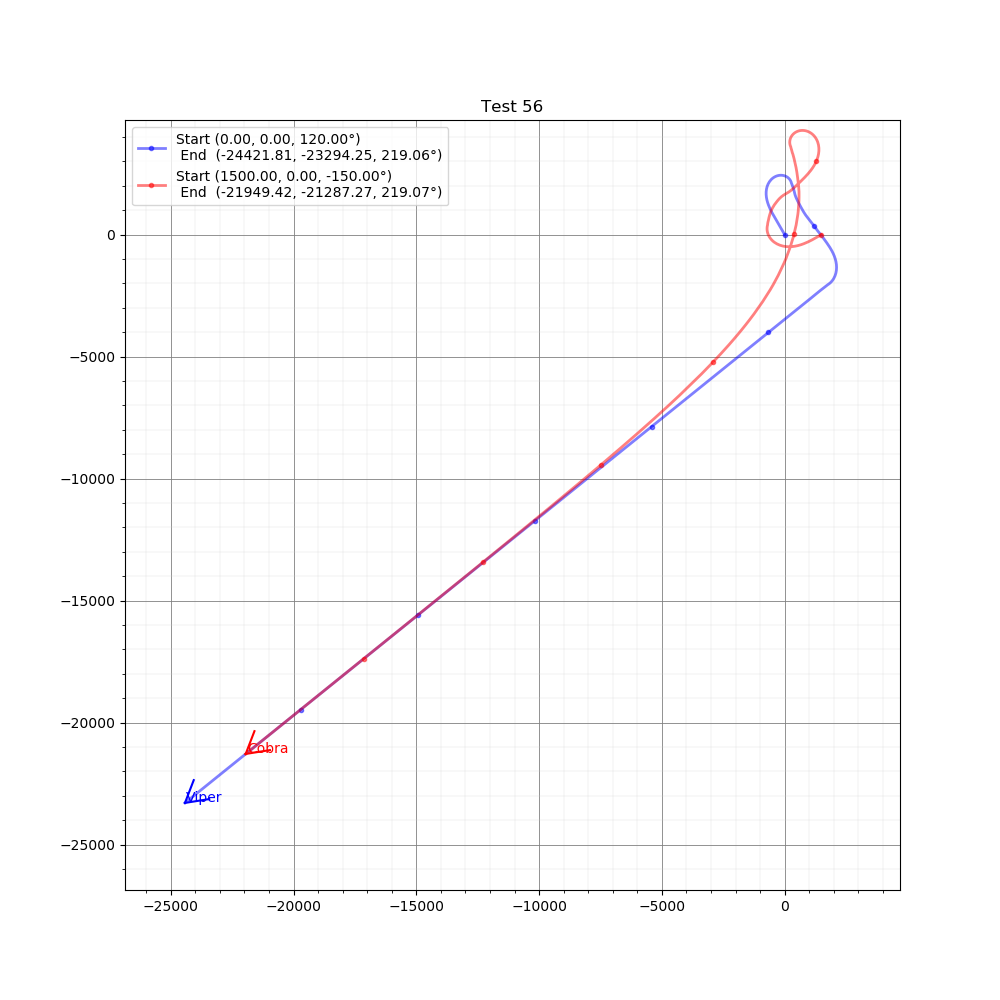 Test 56
Start (0.00, 0.00, 120.00°)
End (-24421.81, -23294.25, 219.06°)
Start (1500.00, 0.00, -150.00°)
End (-21949.42, -21287.27, 219.07°)
0
−5000
−10000
−15000
−20000
−25000
Cobra
Viper
−25000 −20000 −15000 −10000 −5000 0